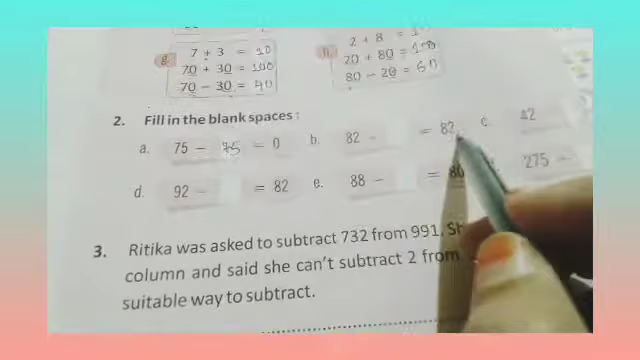 g. 7 + 3 = 10
70 + 30 = 100
70 - 30 = 40
h. 2 + 8 = 10
20 + 80 = 100
80 - 20 = 60
2. Fill in the blank spaces :
a. 75 - 75 = 0 b. 82 - = 82 c. 42
d. 92 - = 82 e. 88 - = 80 275 -
3. Ritika was asked to subtract 732 from 991.
column and said she can't subtract 2 from
suitable way to subtract.